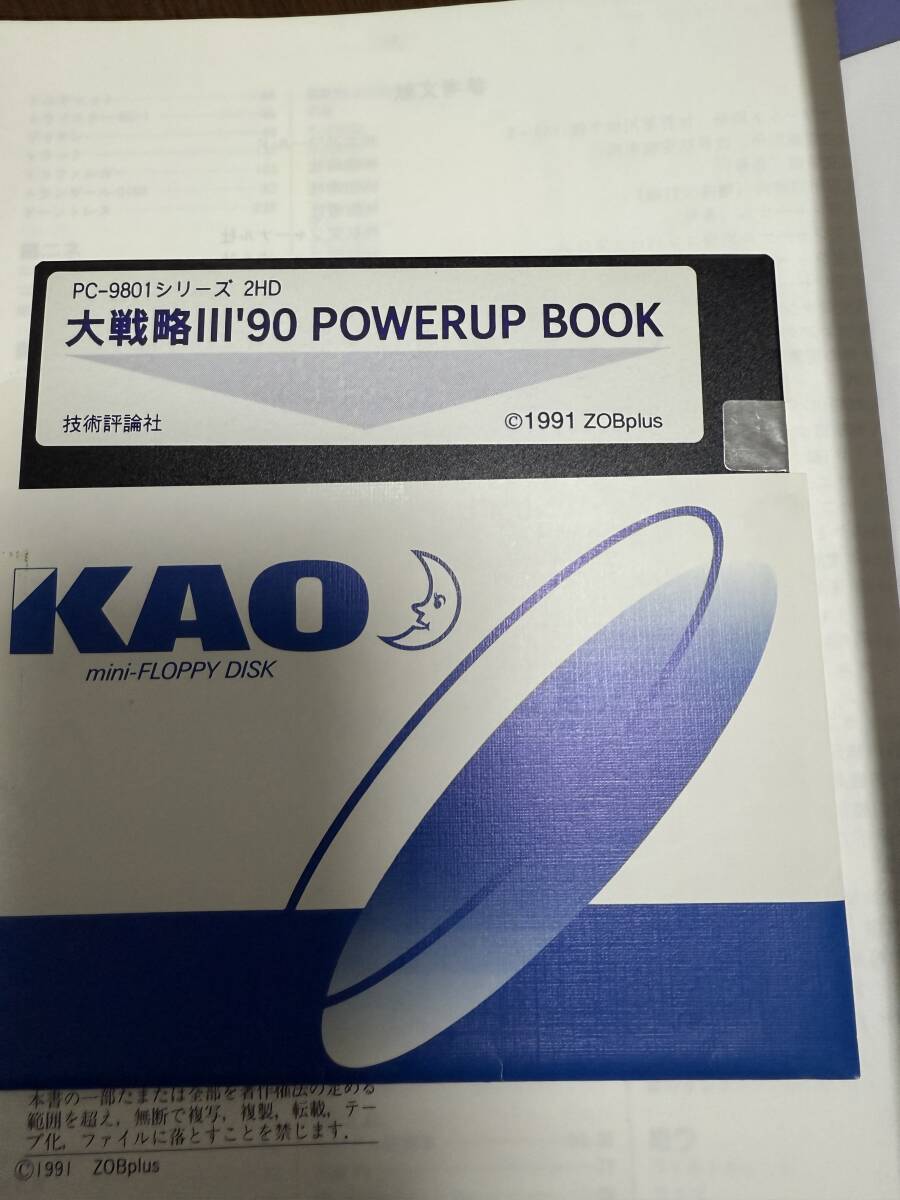 PC-9801シリーズ 2HD
大戦略III'90 POWERUP BOOK
技術評論社
©1991 ZOBplus
KAO
mini-FLOPPY DISK
本書の一部または全部を著作権法の定める
範囲を超え，無断で複写，複製，転載，テー
プ化，ファイルに落とすことを禁じます．
©1991 ZOBplus